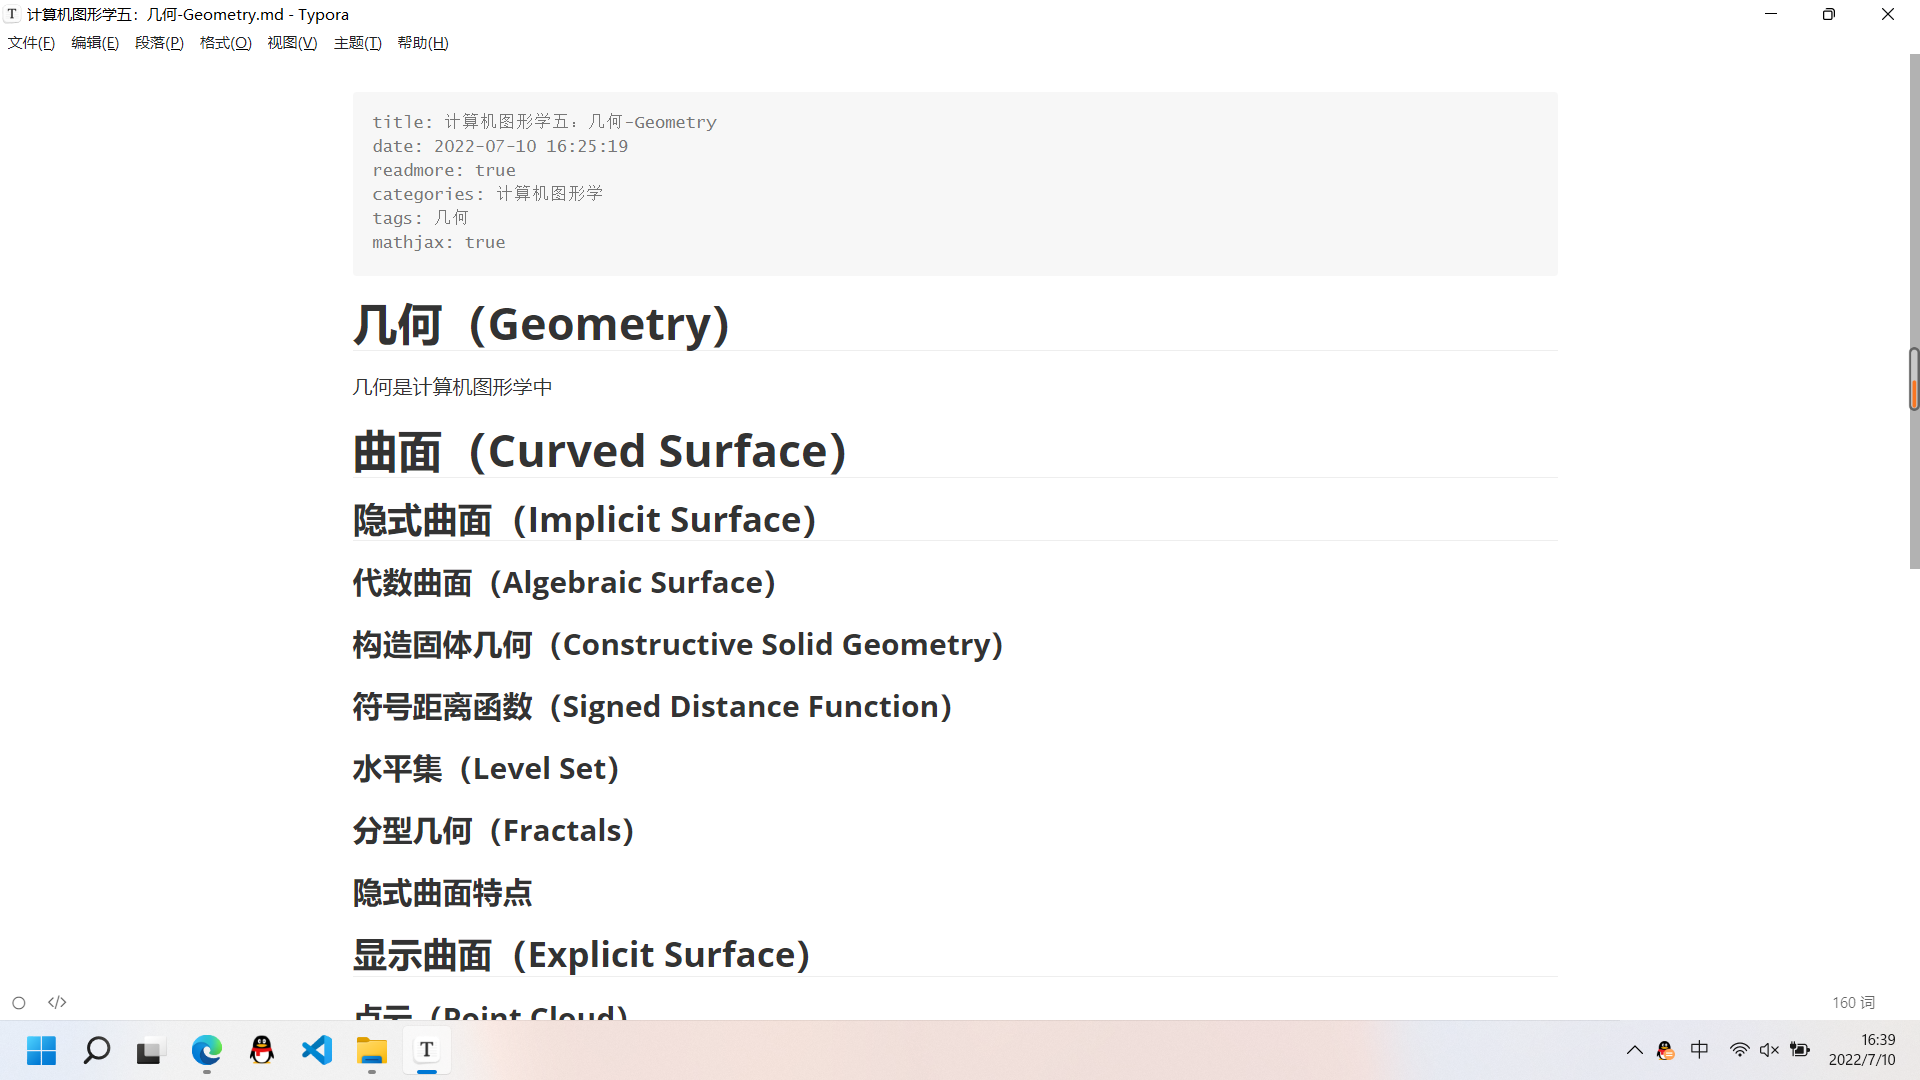 计算机图形学五：几何-Geometry.md - Typora
文件(F) 编辑(E) 段落(P) 格式(O) 视图(V) 主题(T) 帮助(H)
title: 计算机图形学五：几何-Geometry
date: 2022-07-10 16:25:19
readmore: true
categories: 计算机图形学
tags: 几何
mathjax: true
几何（Geometry）
几何是计算机图形学中
曲面（Curved Surface）
隐式曲面（Implicit Surface）
代数曲面（Algebraic Surface）
构造固体几何（Constructive Solid Geometry）
符号距离函数（Signed Distance Function）
水平集（Level Set）
分型几何（Fractals）
隐式曲面特点
显示曲面（Explicit Surface）
点云（Point Cloud）
160 词
中
16:39
2022/7/10